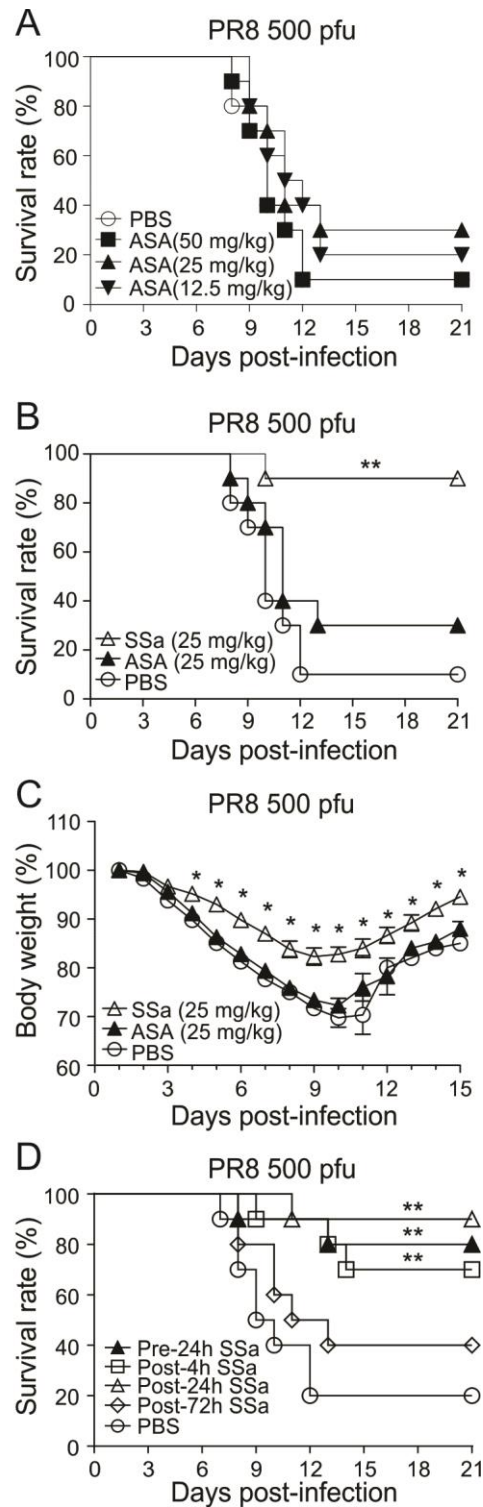 A
PR8 500 pfu
Survival rate (%)
100
80
60
40
20
0
PBS
ASA(50 mg/kg)
ASA(25 mg/kg)
ASA(12.5 mg/kg)
0 3 6 9 12 15 18 21
Days post-infection
B
PR8 500 pfu
Survival rate (%)
100
80
60
40
20
0
**
SSa (25 mg/kg)
ASA (25 mg/kg)
PBS
0 3 6 9 12 15 18 21
Days post-infection
C
PR8 500 pfu
Body weight (%)
110
100
90
80
70
60
* * * * * * * * * * * *
SSa (25 mg/kg)
ASA (25 mg/kg)
PBS
0 3 6 9 12 15
Days post-infection
D
PR8 500 pfu
Survival rate (%)
100
80
60
40
20
0
**
**
**
Pre-24h SSa
Post-4h SSa
Post-24h SSa
Post-72h SSa
PBS
0 3 6 9 12 15 18 21
Days post-infection